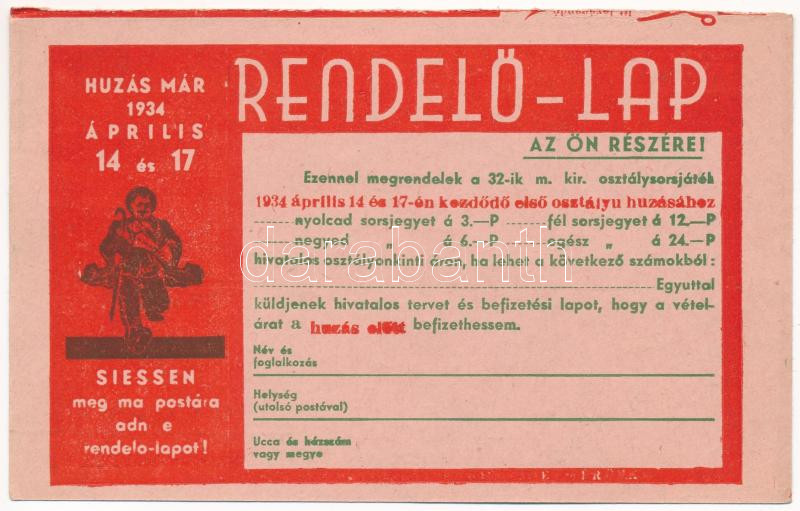 HUZÁS MÁR
1934
ÁPRILIS
14 és 17
SIESSEN
meg ma postára
adni e
rendelo-lapot!
RENDELŐ-LAP
AZ ÖN RÉSZÉRE!
Ezennel megrendelek a 32-ik m. kir. osztálysorsjáték
1934 április 14 és 17-én kezdődő első osztályu huzásához
nyolcad sorsjegyet á 3.—P ...... fél sorsjegyet á 12.—P
negyed „ á 6.—P ...... egész „ á 24.—P
hivatalos osztályonkinti áron, ha lehet a következő számokból:
Egyuttal
küldjenek hivatalos tervet és befizetési lapot, hogy a vétel-
árat a huzás előtt befizethessem.
Név és
foglalkozás
Helység
(utolsó postával)
Ucca és házszám
vagy megye
darabanth